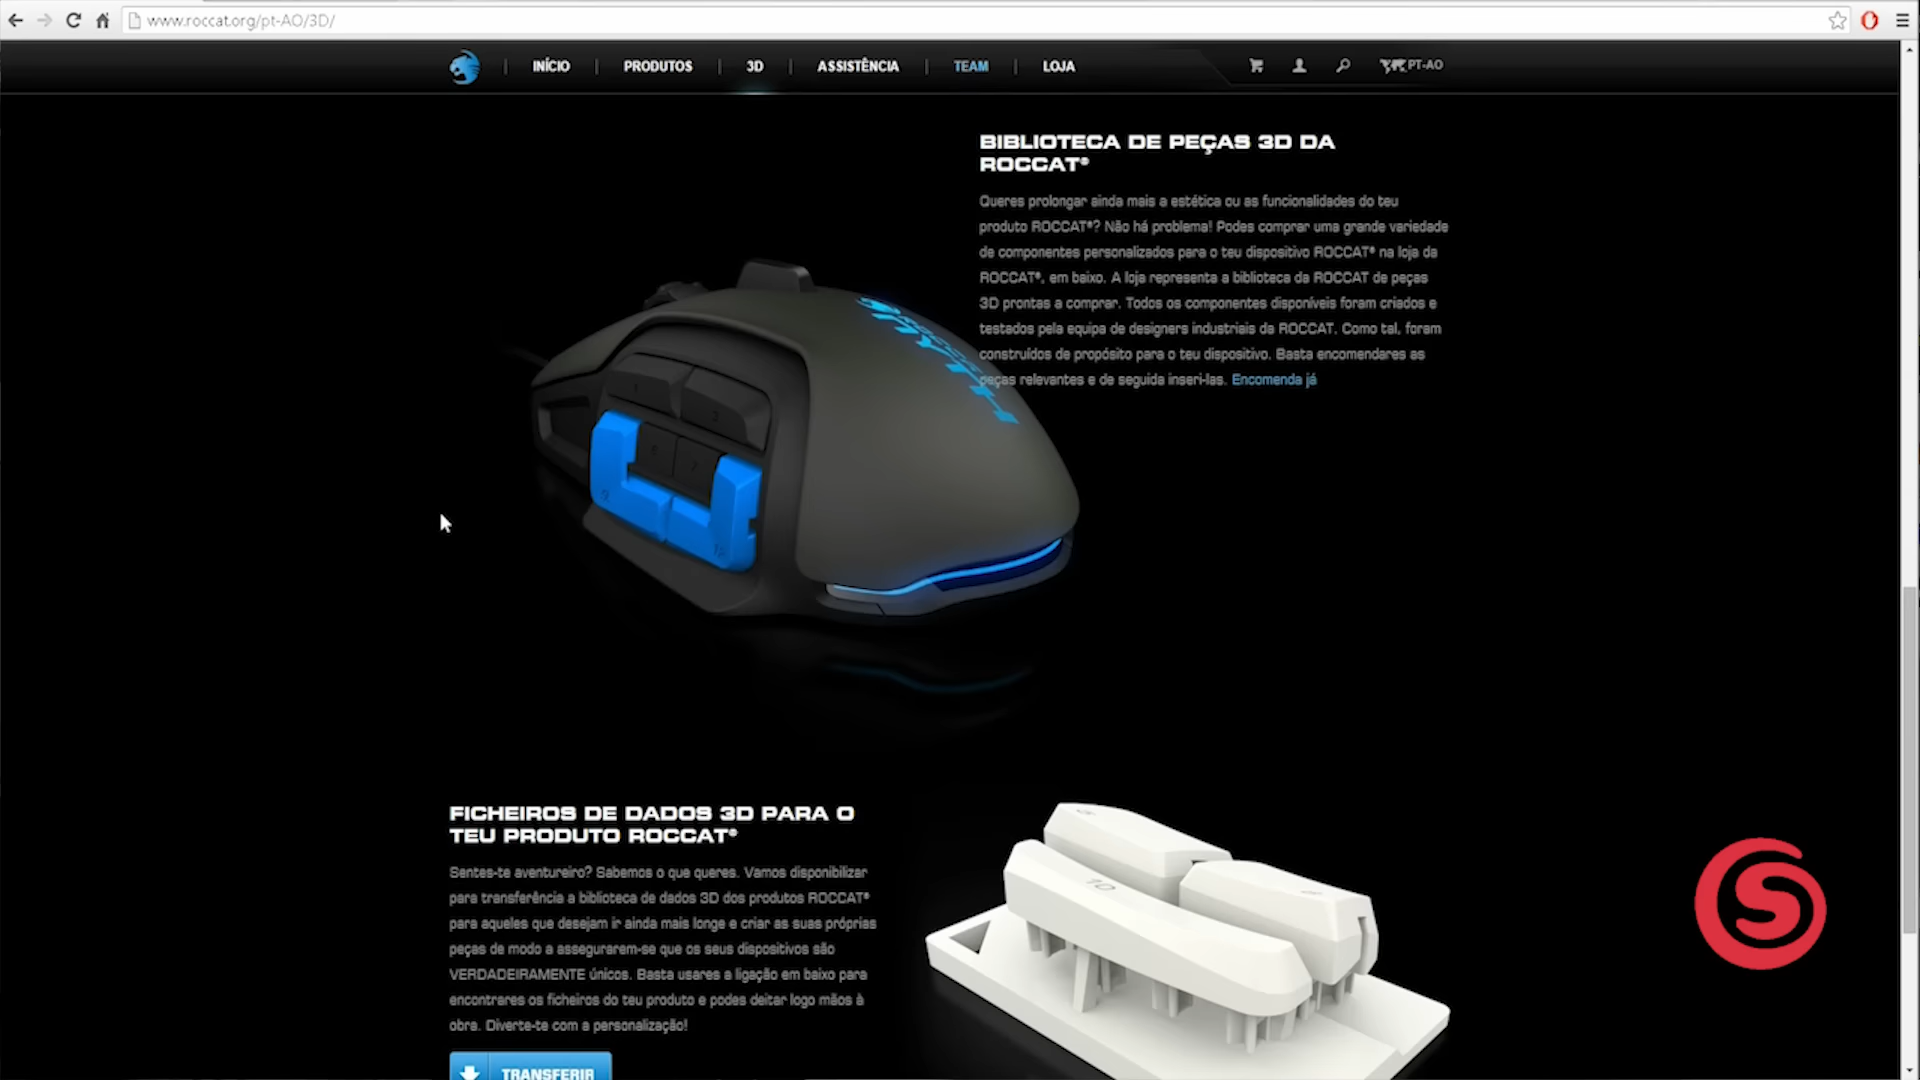 www.roccat.org/pt-AO/3D/
INÍCIO
PRODUTOS
3D
ASSISTÊNCIA
TEAM
LOJA
PT-AO
BIBLIOTECA DE PEÇAS 3D DA
ROCCAT®
Queres prolongar ainda mais a estética ou as funcionalidades do teu
produto ROCCAT®? Não há problema! Podes comprar uma grande variedade
de componentes personalizados para o teu dispositivo ROCCAT® na loja da
ROCCAT®, em baixo. A loja representa a biblioteca da ROCCAT de peças
3D prontas a comprar. Todos os componentes disponíveis foram criados e
testados pela equipa de designers industriais da ROCCAT. Como tal, foram
construídos de propósito para o teu dispositivo. Basta encomendares as
peças relevantes e de seguida inseri-las. Encomenda já
1
6
7
9
12
FICHEIROS DE DADOS 3D PARA O
TEU PRODUTO ROCCAT®
Sentes-te aventureiro? Sabemos o que queres. Vamos disponibilizar
para transferência a biblioteca de dados 3D dos produtos ROCCAT®
para aqueles que desejam ir ainda mais longe e criar as suas próprias
peças de modo a assegurarem-se que os seus dispositivos são
VERDADEIRAMENTE únicos. Basta usares a ligação em baixo para
encontrares os ficheiros do teu produto e podes deitar logo mãos à
obra. Diverte-te com a personalização!
10
TRANSFERIR
S